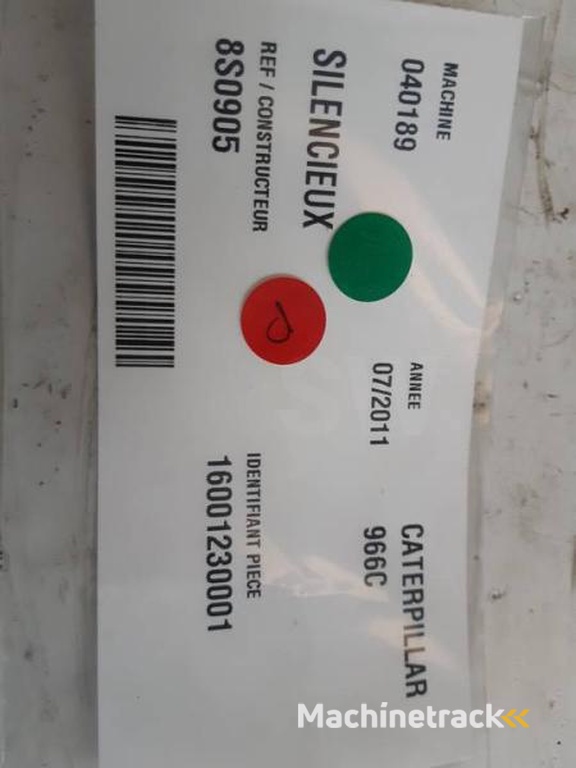 MACHINE
040189
ANNEE
07/2011
CATERPILLAR
966C
SILENCIEUX
REF / CONSTRUCTEUR
8S0905
IDENTIFIANT PIECE
16001230001
Machinetrack